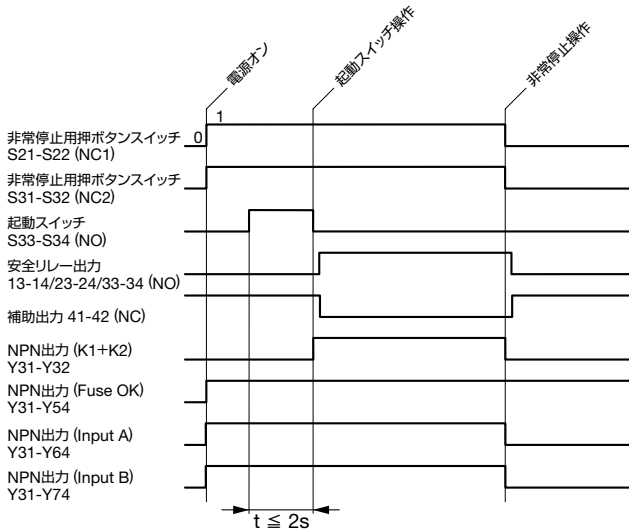 電源オン
起動スイッチ操作
非常停止操作
1
0
非常停止用押ボタンスイッチ
S21-S22 (NC1)
非常停止用押ボタンスイッチ
S31-S32 (NC2)
起動スイッチ
S33-S34 (NO)
安全リレー出力
13-14/23-24/33-34 (NO)
補助出力 41-42 (NC)
NPN出力 (K1+K2)
Y31-Y32
NPN出力 (Fuse OK)
Y31-Y54
NPN出力 (Input A)
Y31-Y64
NPN出力 (Input B)
Y31-Y74
t ≦ 2s